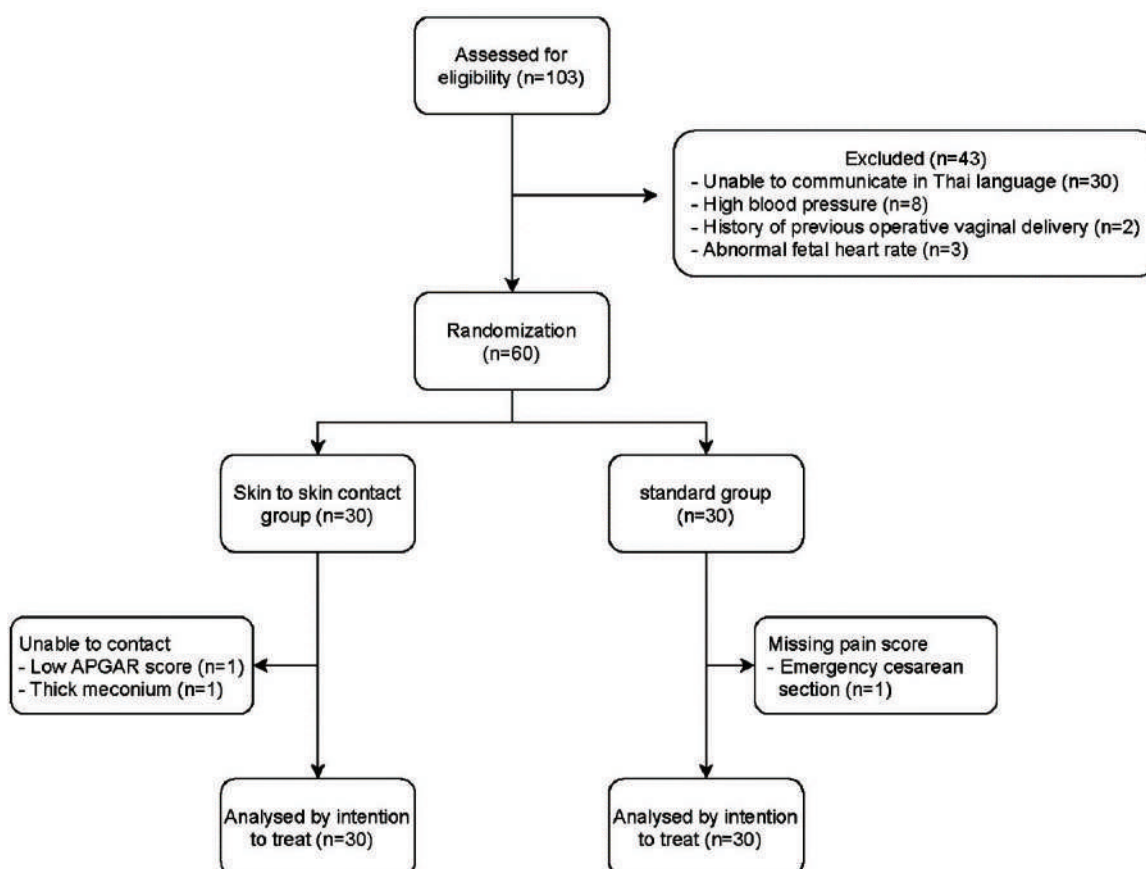 Assessed for
eligibility (n=103)
Excluded (n=43)
- Unable to communicate in Thai language (n=30)
- High blood pressure (n=8)
- History of previous operative vaginal delivery (n=2)
- Abnormal fetal heart rate (n=3)
Randomization
(n=60)
Skin to skin contact
group (n=30)
standard group
(n=30)
Unable to contact
- Low APGAR score (n=1)
- Thick meconium (n=1)
Missing pain score
- Emergency cesarean
section (n=1)
Analysed by intention
to treat (n=30)
Analysed by intention
to treat (n=30)